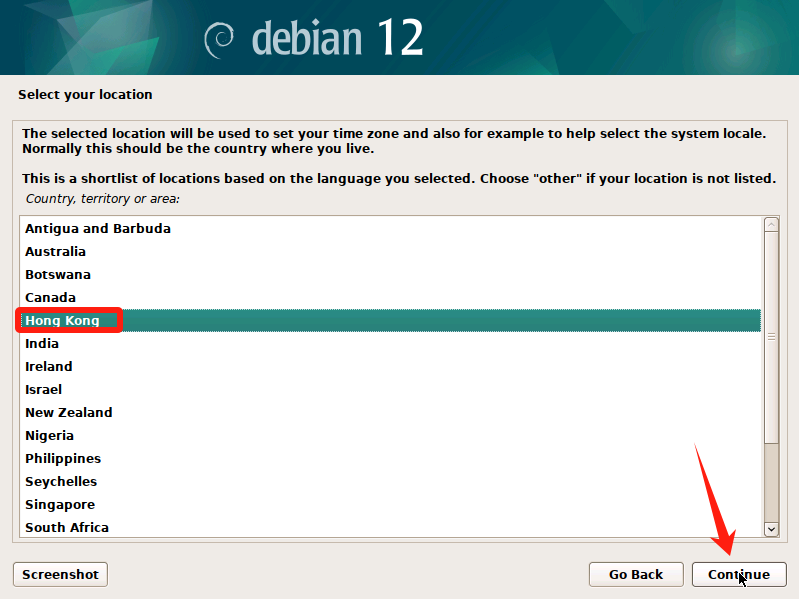 debian 12
Select your location
The selected location will be used to set your time zone and also for example to help select the system locale.
Normally this should be the country where you live.
This is a shortlist of locations based on the language you selected. Choose "other" if your location is not listed.
Country, territory or area:
Antigua and Barbuda
Australia
Botswana
Canada
Hong Kong
India
Ireland
Israel
New Zealand
Nigeria
Philippines
Seychelles
Singapore
South Africa
Screenshot
Go Back
Continue